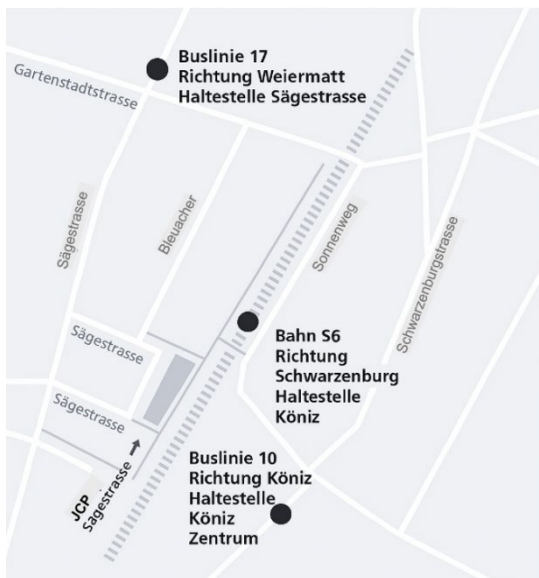 Buslinie 17
Richtung Weiermatt
Haltestelle Sägestrasse
Gartenstadtstrasse
Sägestrasse
Bleuacher
Sonnenweg
Schwarzenburgstrasse
Sägestrasse
Bahn S6
Richtung
Schwarzenburg
Haltestelle
Köniz
Sägestrasse
Buslinie 10
Richtung Köniz
Haltestelle
Köniz
Zentrum
JCP
Sägestrasse